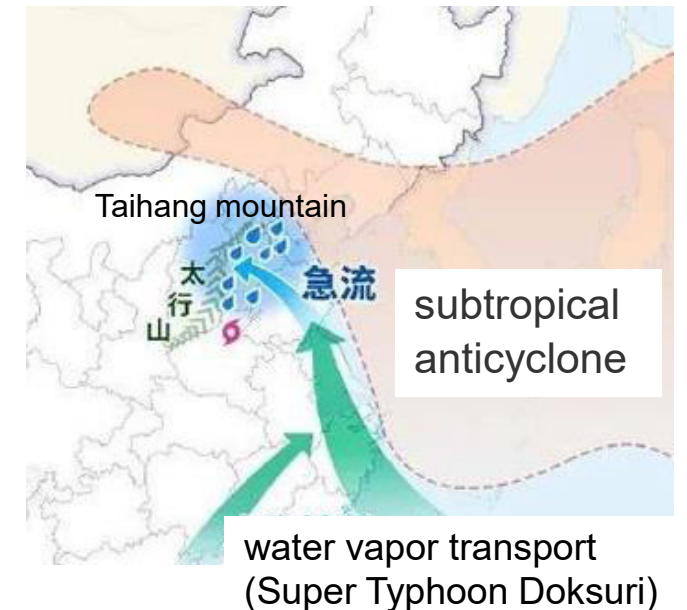 Taihang mountain
太
行
山
急流
subtropical
anticyclone
water vapor transport
(Super Typhoon Doksuri)